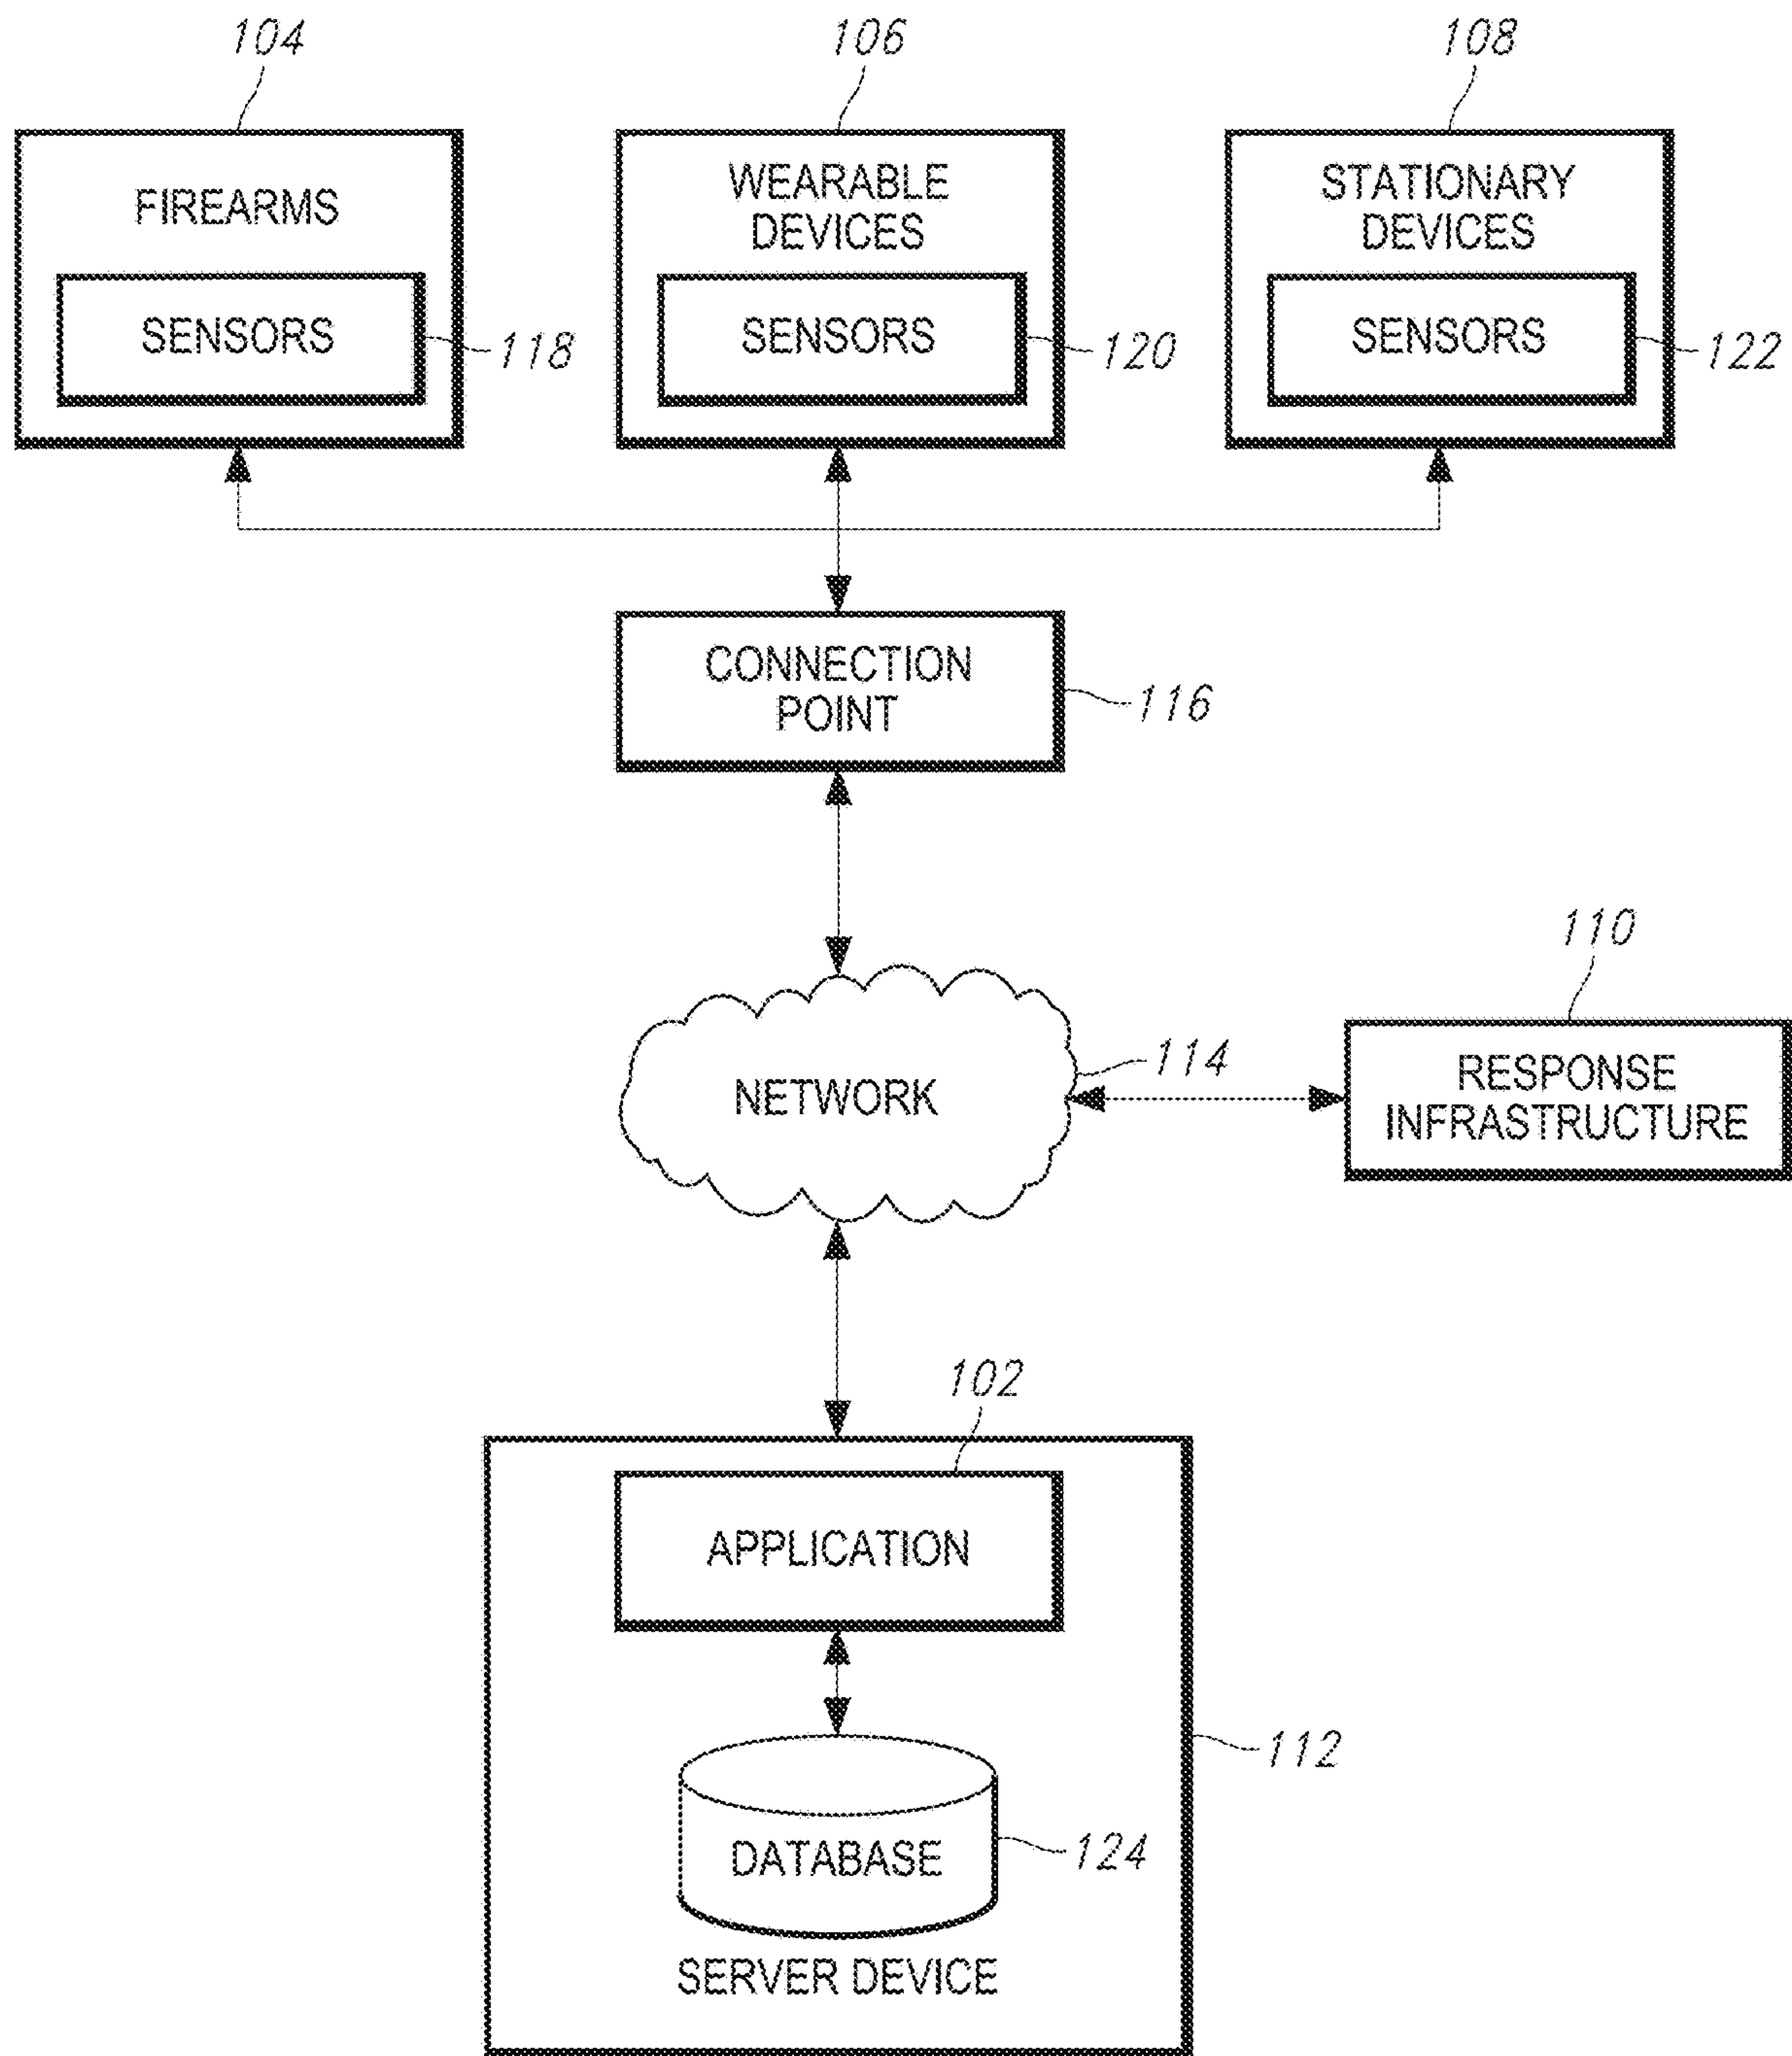 104
106
108
FIREARMS
WEARABLE
DEVICES
STATIONARY
DEVICES
SENSORS
118
SENSORS
120
SENSORS
122
CONNECTION
POINT
116
110
114
NETWORK
RESPONSE
INFRASTRUCTURE
102
APPLICATION
112
DATABASE
124
SERVER DEVICE